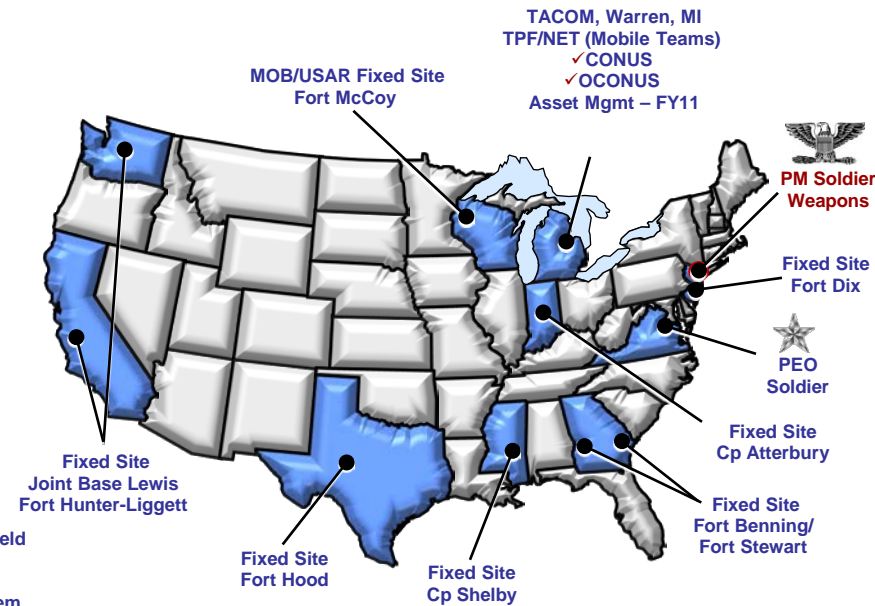 TACOM, Warren, MI
TPF/NET (Mobile Teams)
✓CONUS
✓OCONUS
Asset Mgmt – FY11
MOB/USAR Fixed Site
Fort McCoy
PM Soldier
Weapons
Fixed Site
Fort Dix
PEO
Soldier
Fixed Site
Cp Atterbury
Fixed Site
Fort Benning/
Fort Stewart
Fixed Site
Joint Base Lewis
Fort Hunter-Liggett
eld
Fixed Site
Fort Hood
Fixed Site
Cp Shelby
em